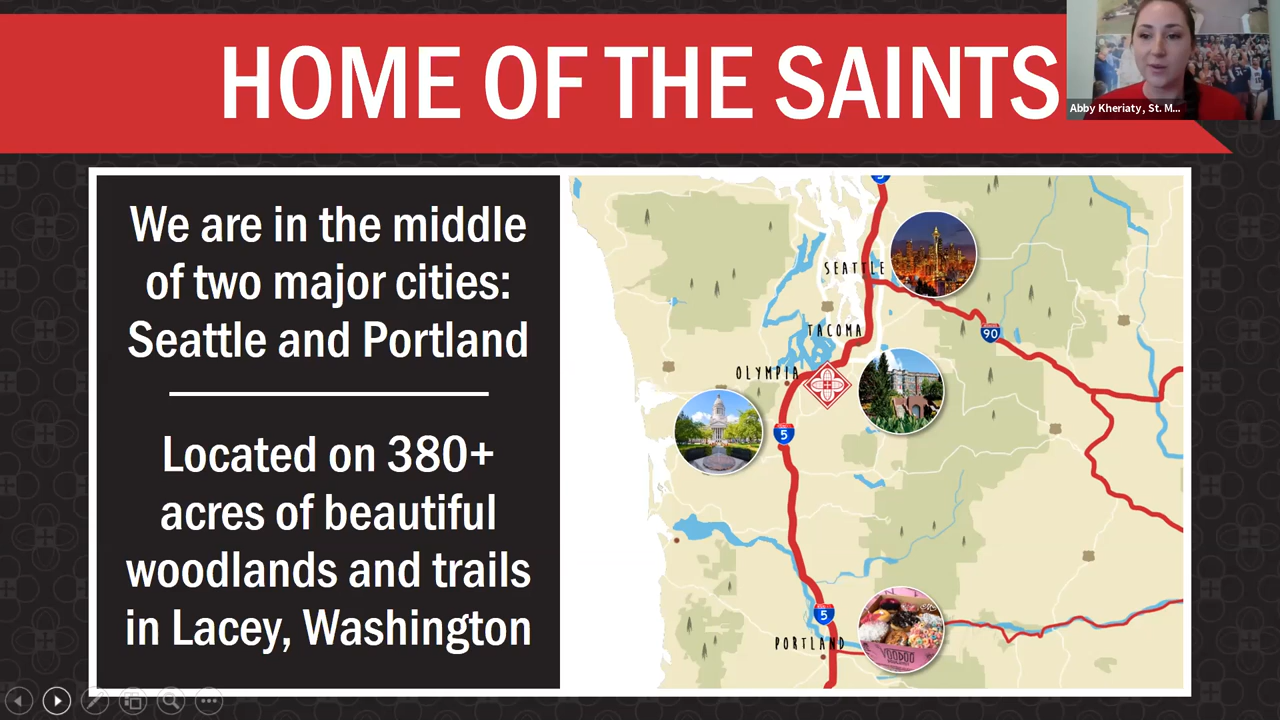 HOME OF THE SAINTS
Abby Kheriaty, St. M...
We are in the middle
of two major cities:
Seattle and Portland
Located on 380+
acres of beautiful
woodlands and trails
in Lacey, Washington
5
SEATTLE
90
TACOMA
OLYMPIA
5
5
PORTLAND
VOODOO